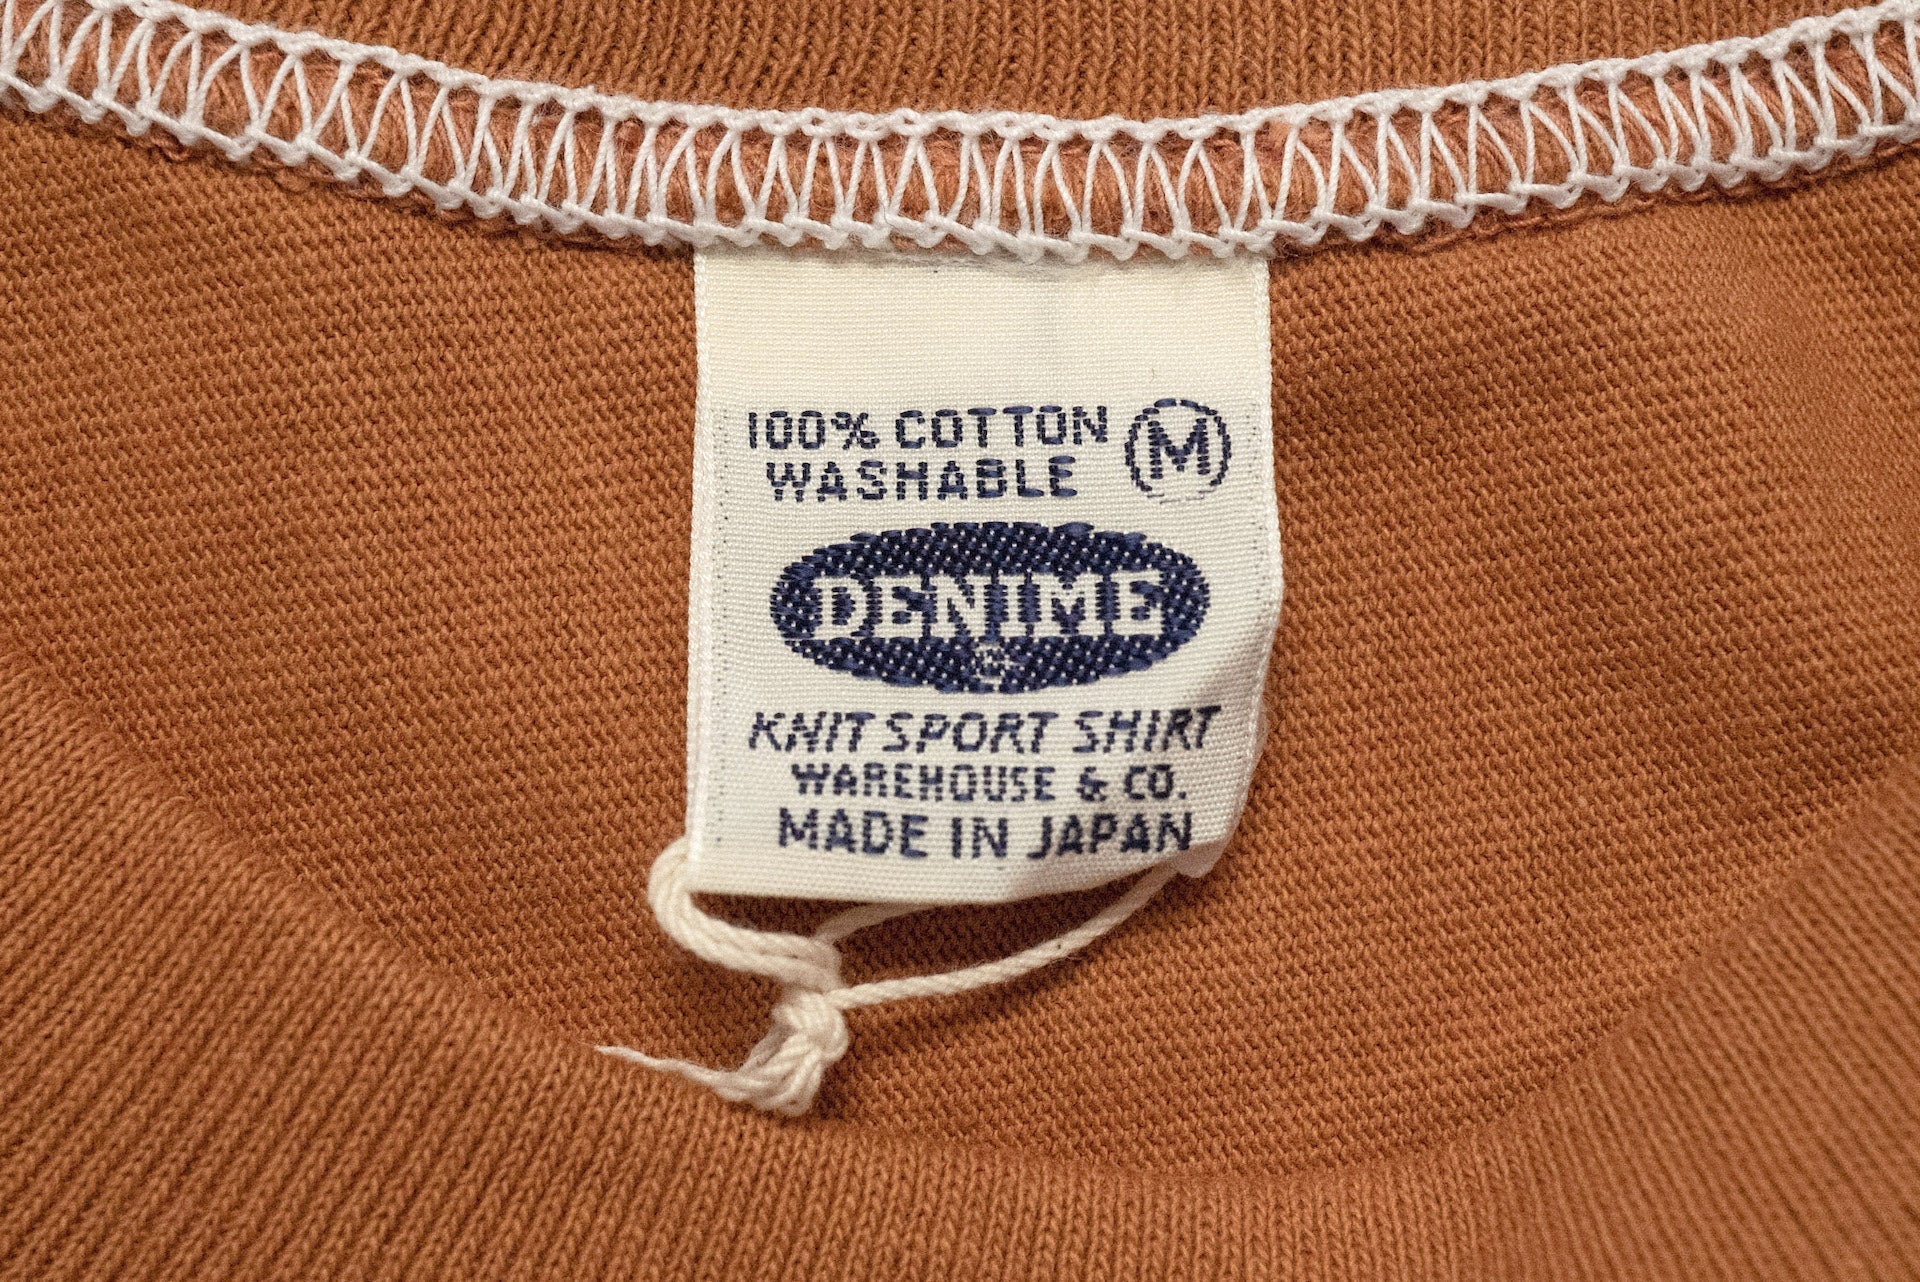 100% COTTON
WASHABLE
M
DENIME
KNIT SPORT SHIRT
WAREHOUSE & CO.
MADE IN JAPAN